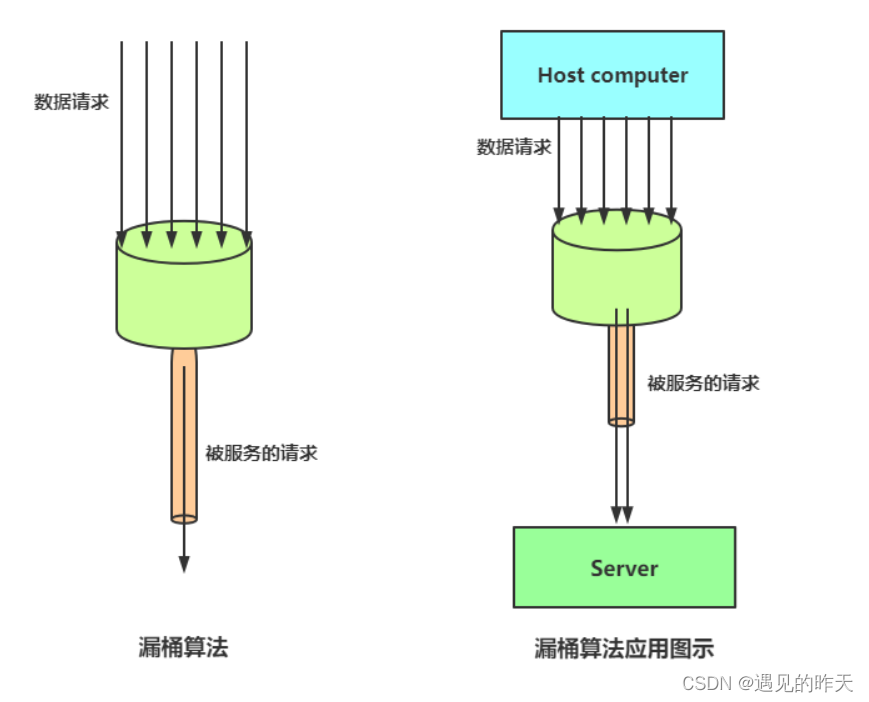 数据请求
被服务的请求
漏桶算法
Host computer
数据请求
被服务的请求
Server
漏桶算法应用图示
CSDN @遇见的昨天